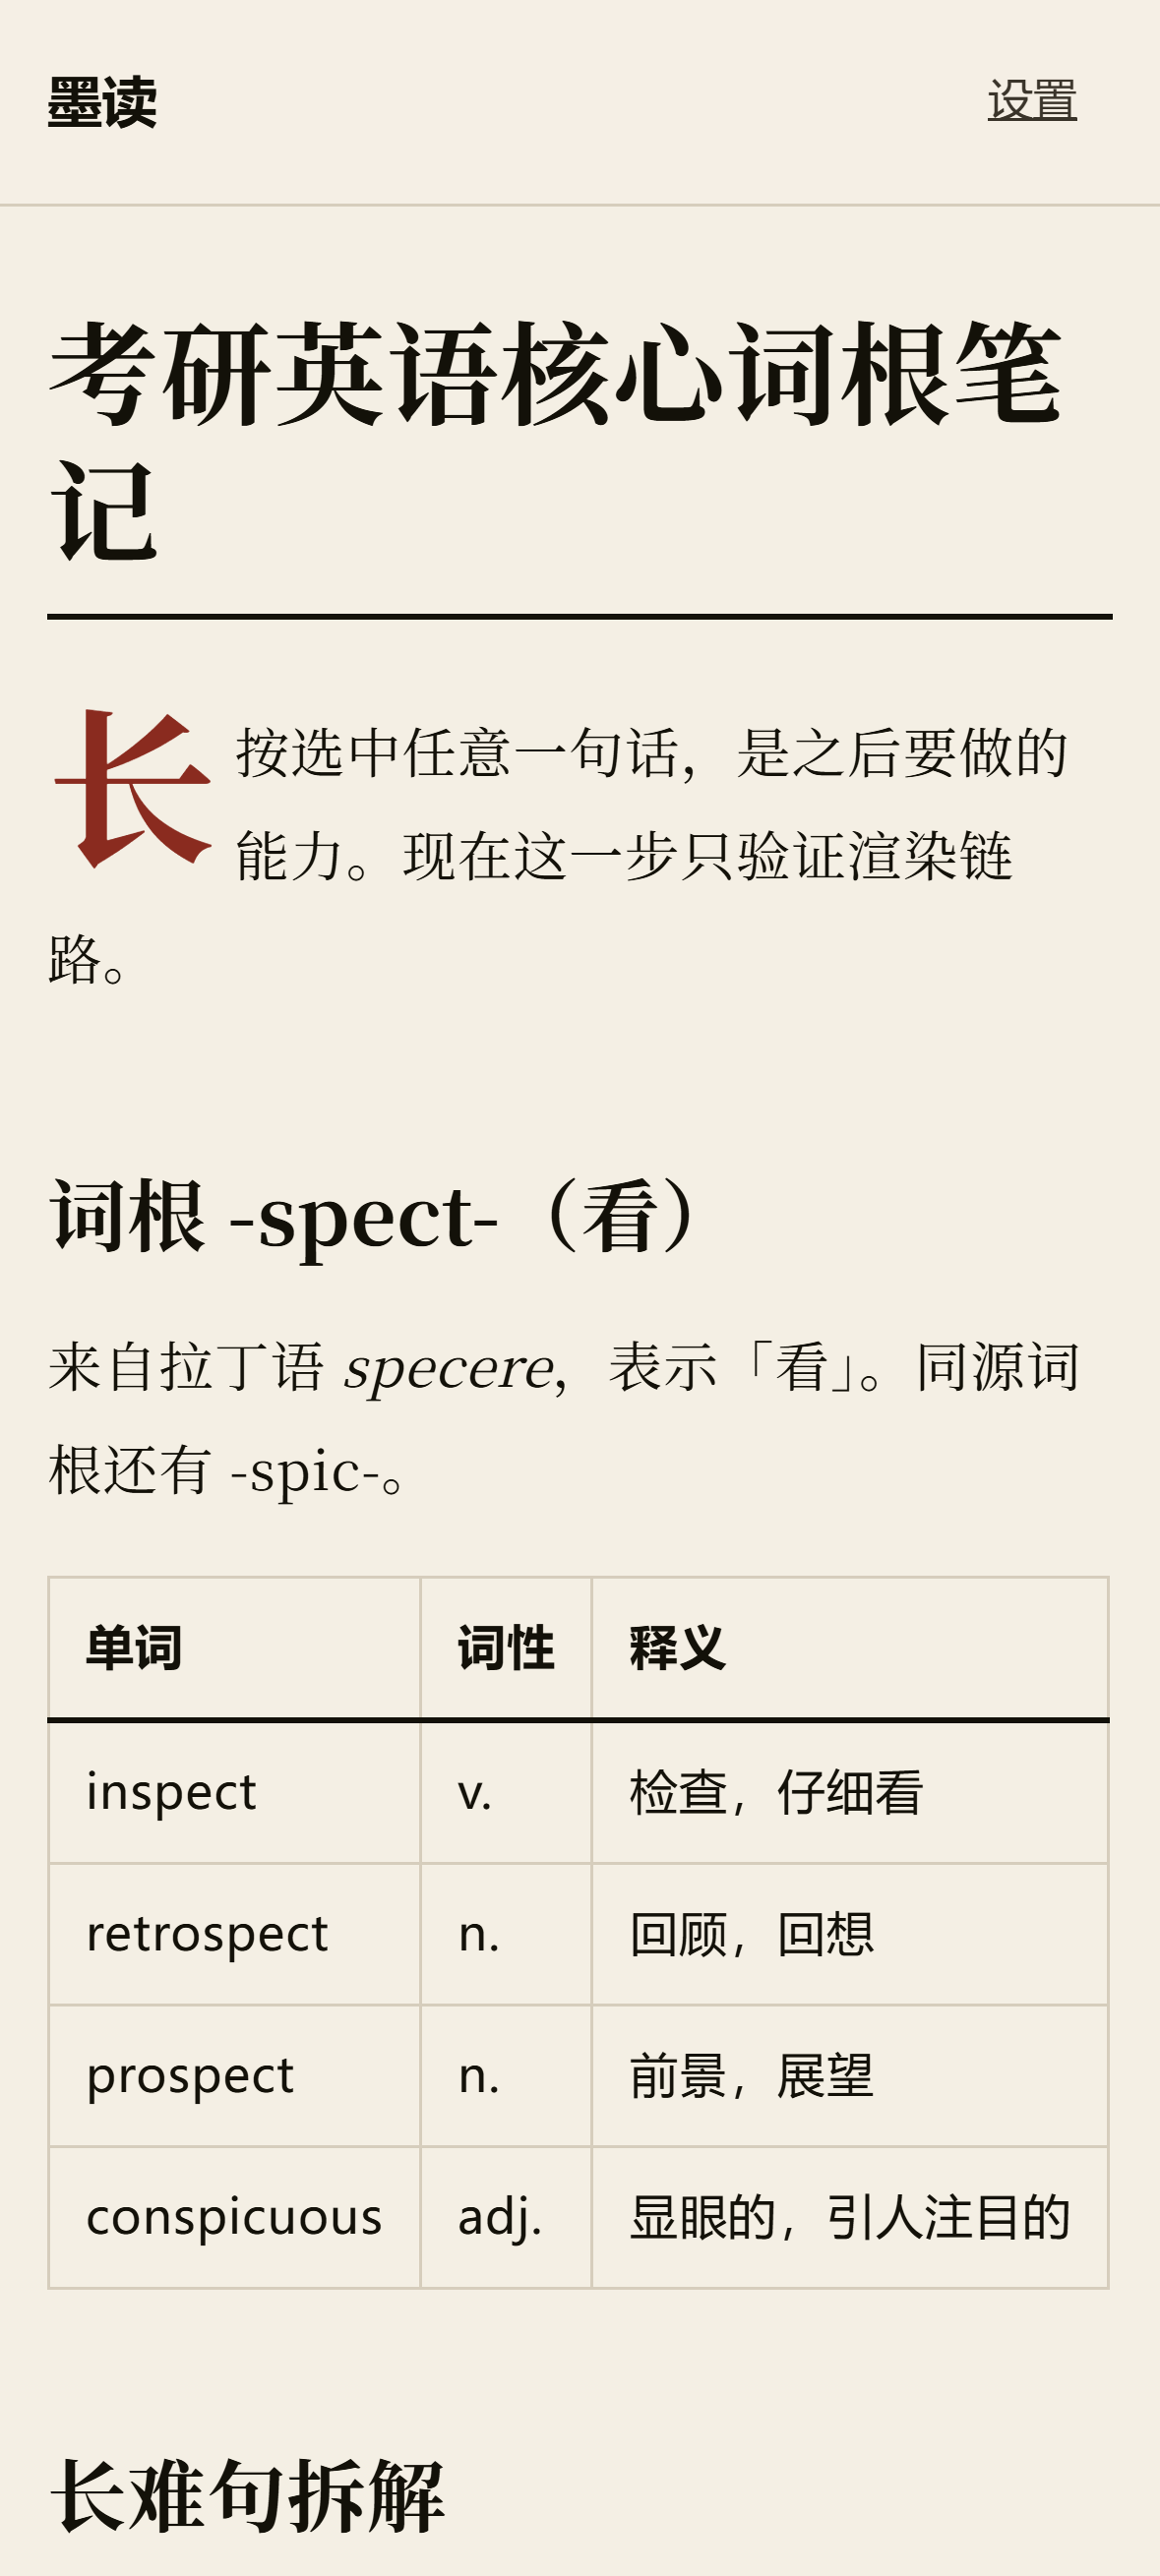 墨读
设置
考研英语核心词根笔
记
长按选中任意一句话，是之后要做的
能力。现在这一步只验证渲染链
路。
词根 -spect-（看）
来自拉丁语 specere，表示「看」。同源词
根还有 -spic-。
单词 词性 释义
inspect v. 检查，仔细看
retrospect n. 回顾，回想
prospect n. 前景，展望
conspicuous adj. 显眼的，引人注目的
长难句拆解